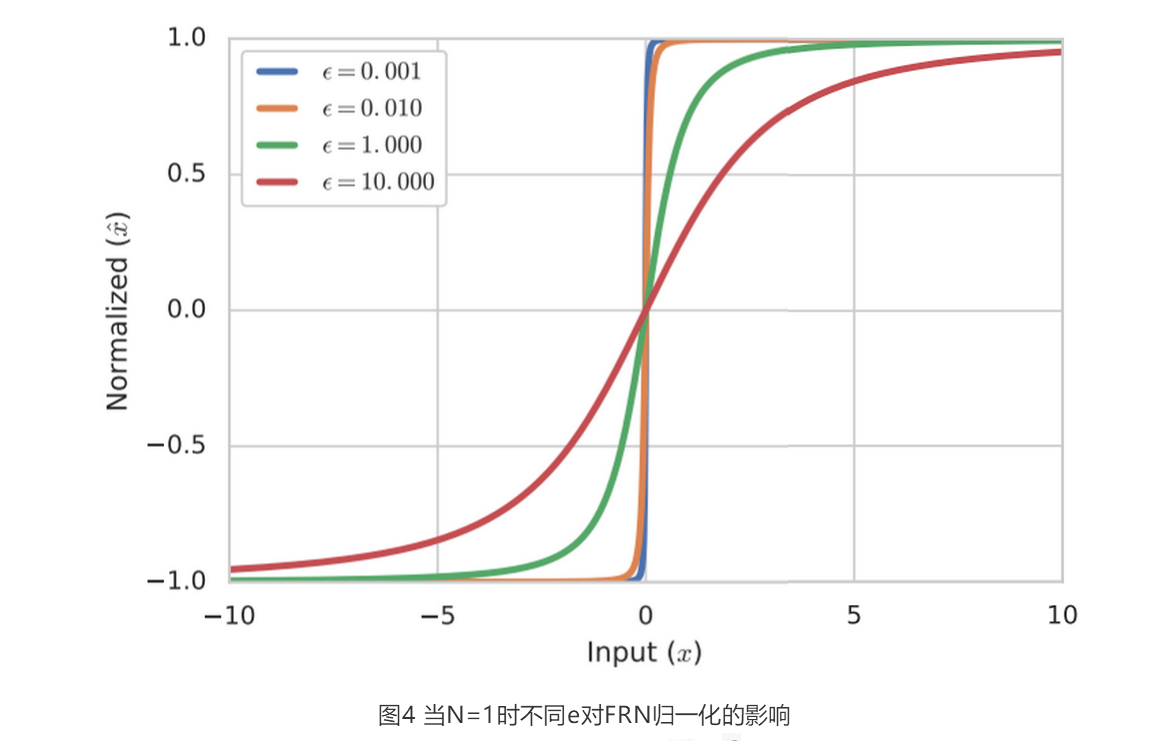 1.0
ϵ = 0.001
ϵ = 0.010
ϵ = 1.000
ϵ = 10.000
0.5
0.0
−0.5
−1.0
Normalized (x̂)
−10 −5 0 5 10
Input (x)
图4 当N=1时不同e对FRN归一化的影响